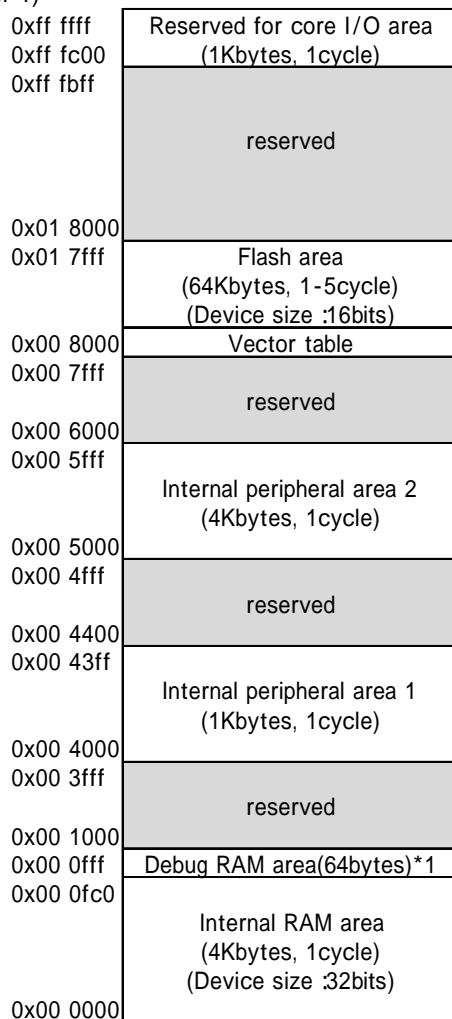 0xff ffff Reserved for core I/O area
0xff fc00 (1Kbytes, 1cycle)
0xff fbff
reserved
0x01 8000
0x01 7fff Flash area
(64Kbytes, 1-5cycle)
(Device size :16bits)
0x00 8000 Vector table
0x00 7fff
reserved
0x00 6000
0x00 5fff
Internal peripheral area 2
(4Kbytes, 1cycle)
0x00 5000
0x00 4fff
reserved
0x00 4400
0x00 43ff
Internal peripheral area 1
(1Kbytes, 1cycle)
0x00 4000
0x00 3fff
reserved
0x00 1000
0x00 0fff Debug RAM area(64bytes)*1
0x00 0fc0
Internal RAM area
(4Kbytes, 1cycle)
(Device size :32bits)
0x00 0000